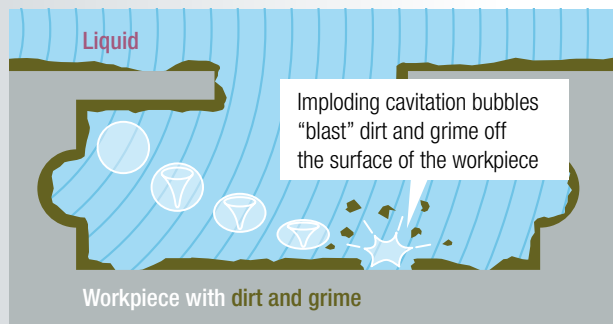 Liquid
Imploding cavitation bubbles
“blast” dirt and grime off
the surface of the workpiece
Workpiece with dirt and grime